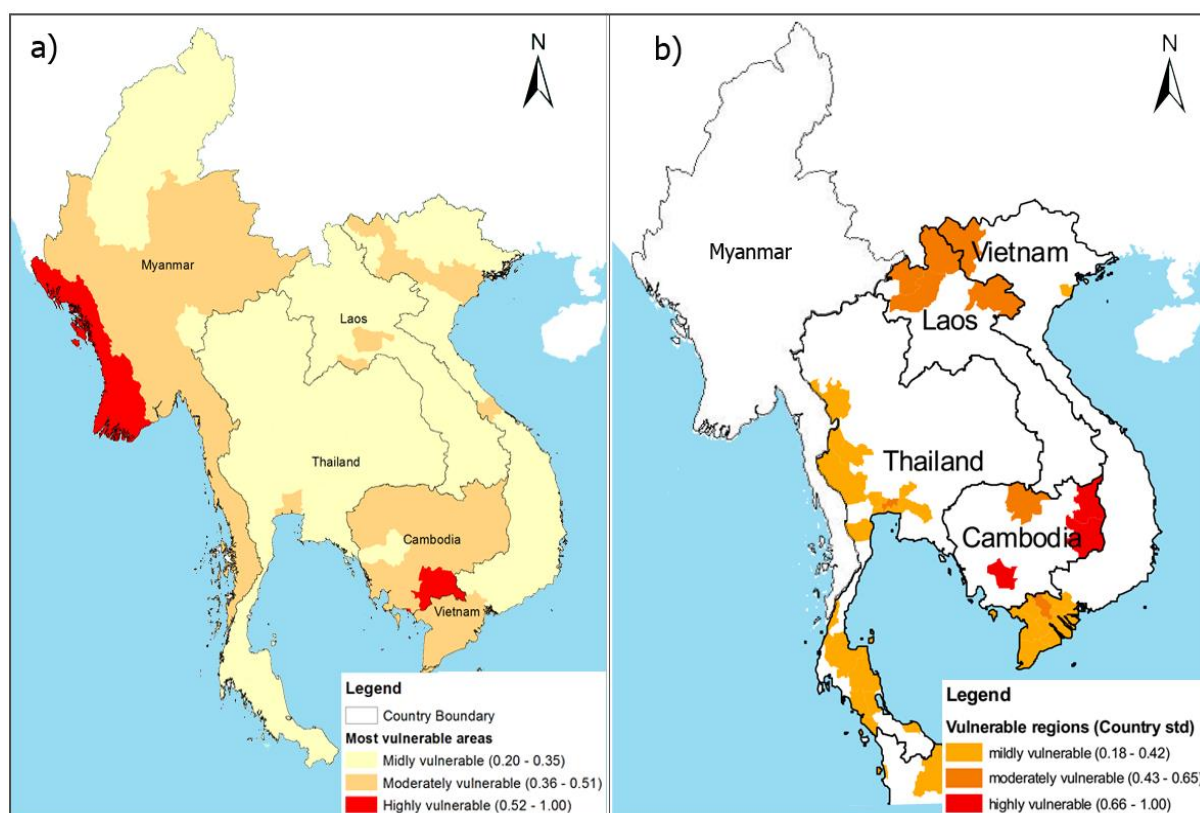 a)
N
Myanmar
Laos
Thailand
Cambodia
Vietnam
Legend
Country Boundary
Most vulnerable areas
Midly vulnerable (0.20 - 0.35)
Moderately vulnerable (0.36 - 0.51)
Highly vulnerable (0.52 - 1.00)
b)
N
Myanmar
Vietnam
Laos
Thailand
Cambodia
Legend
Vulnerable regions (Country std)
mildly vulnerable (0.18 - 0.42)
moderately vulnerable (0.43 - 0.65)
highly vulnerable (0.66 - 1.00)